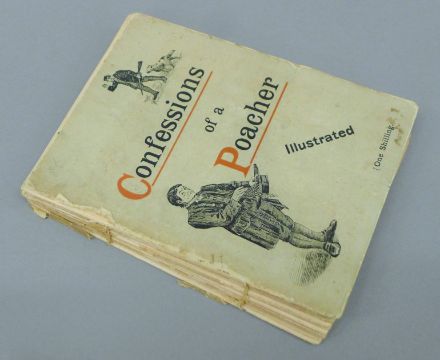 Confessions
of a
Poacher
Illustrated
[One Shilling.